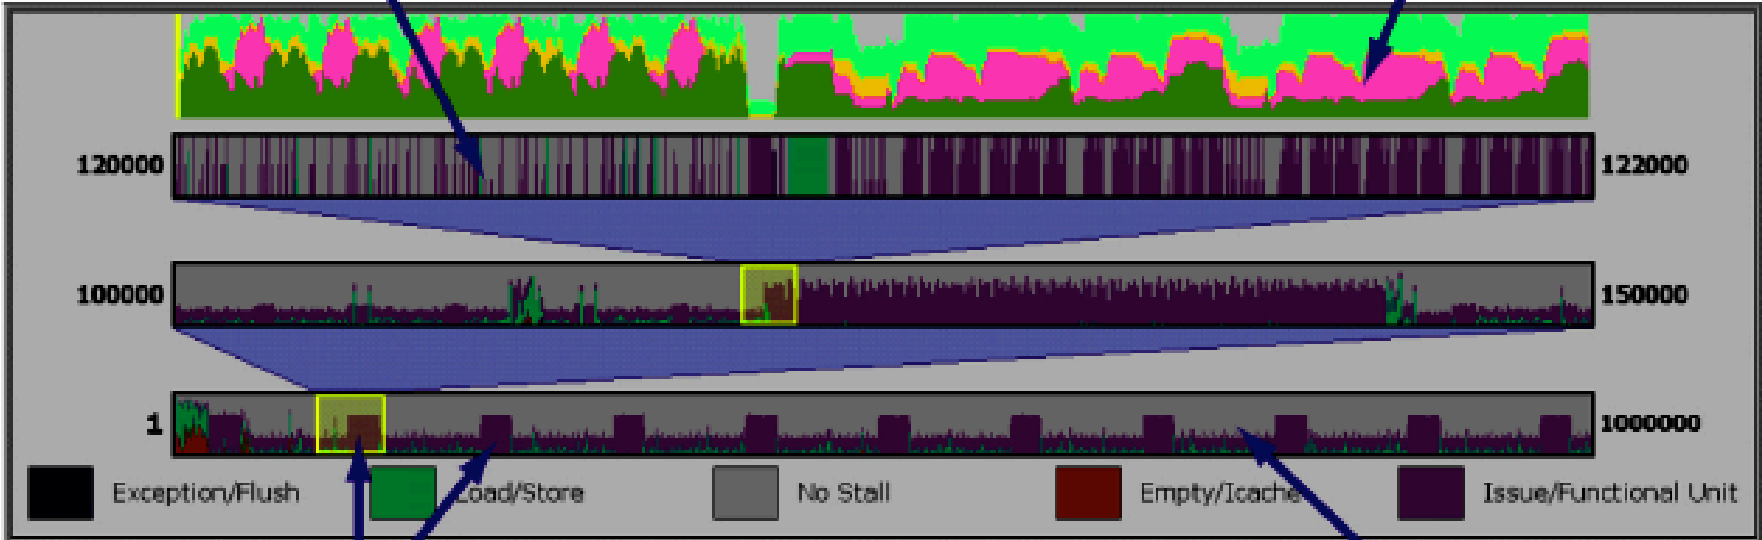 120000 122000
100000 150000
1 1000000
Exception/Flush Load/Store No Stall Empty/Icache Issue/Functional Unit